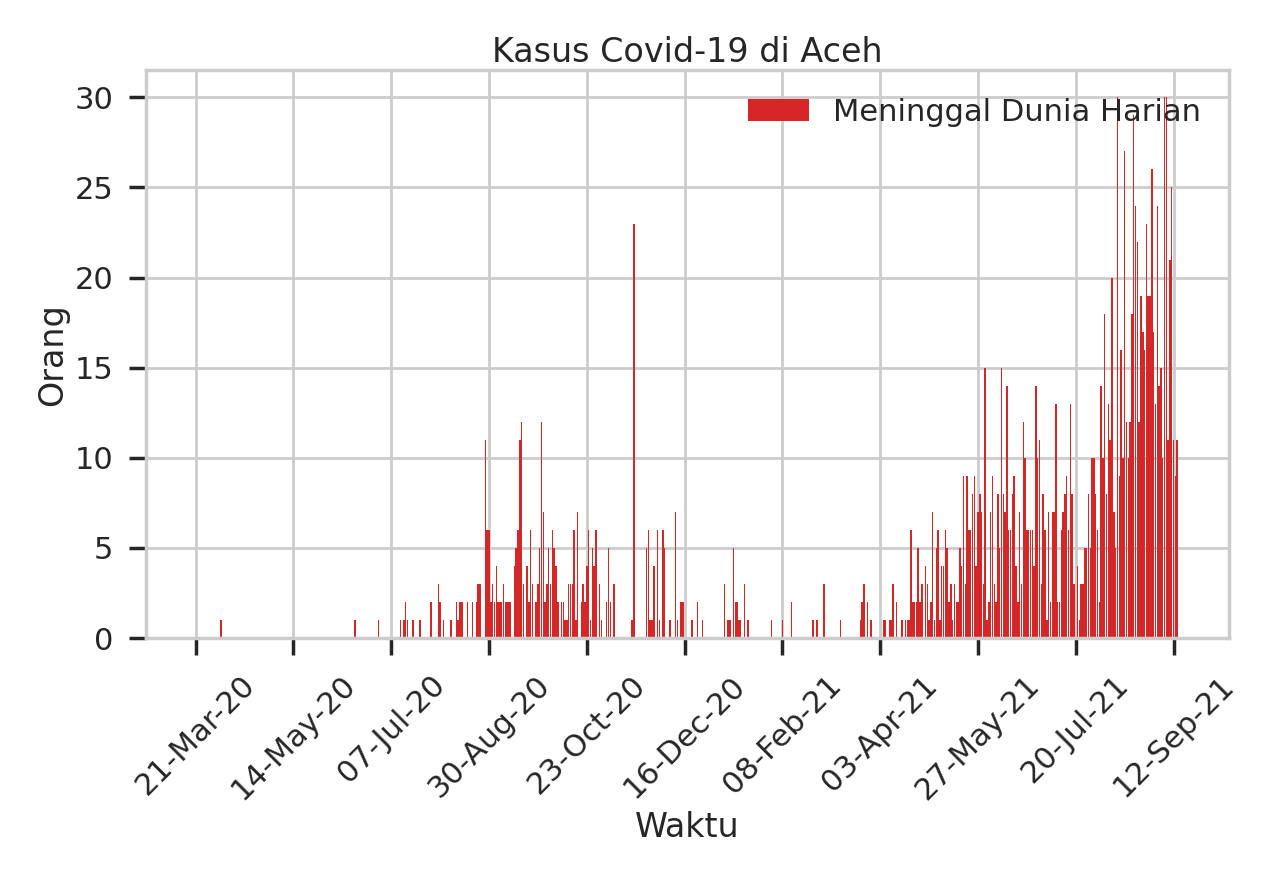 Kasus Covid-19 di Aceh
Meninggal Dunia Harian
Orang
30
25
20
15
10
5
0
21-Mar-20
14-May-20
07-Jul-20
30-Aug-20
23-Oct-20
16-Dec-20
08-Feb-21
03-Apr-21
27-May-21
20-Jul-21
12-Sep-21
Waktu